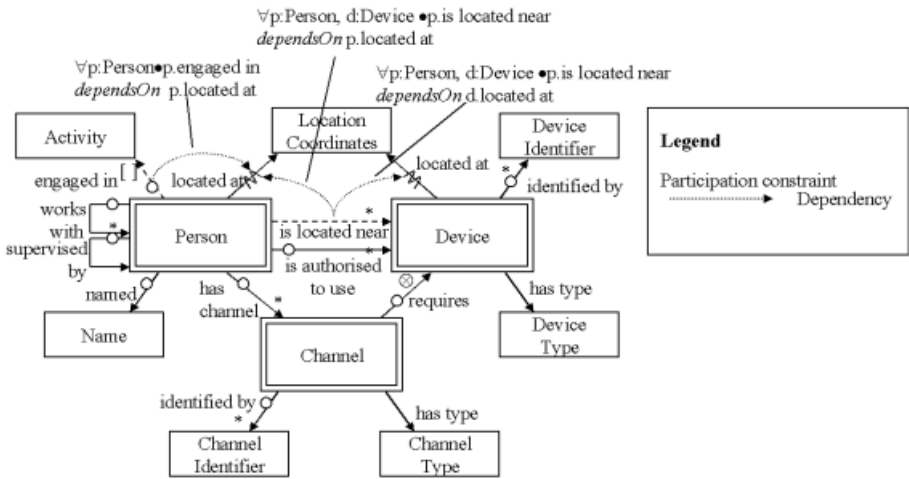 ∀p:Person, d:Device ●p.is located near
dependsOn p.located at
∀p:Person●p.engaged in
dependsOn p.located at
∀p:Person, d:Device ●p.is located near
dependsOn d.located at
Activity
Location
Coordinates
Device
Identifier
engaged in
[ ]
located at
located at
*
identified by
works
with
*
supervised
by
Person
*
is located near
*
is authorised
to use
Device
named
has
channel
*
⊗
requires
has type
Name
Channel
Device
Type
identified by
*
has type
Channel
Identifier
Channel
Type
Legend
Participation constraint
Dependency